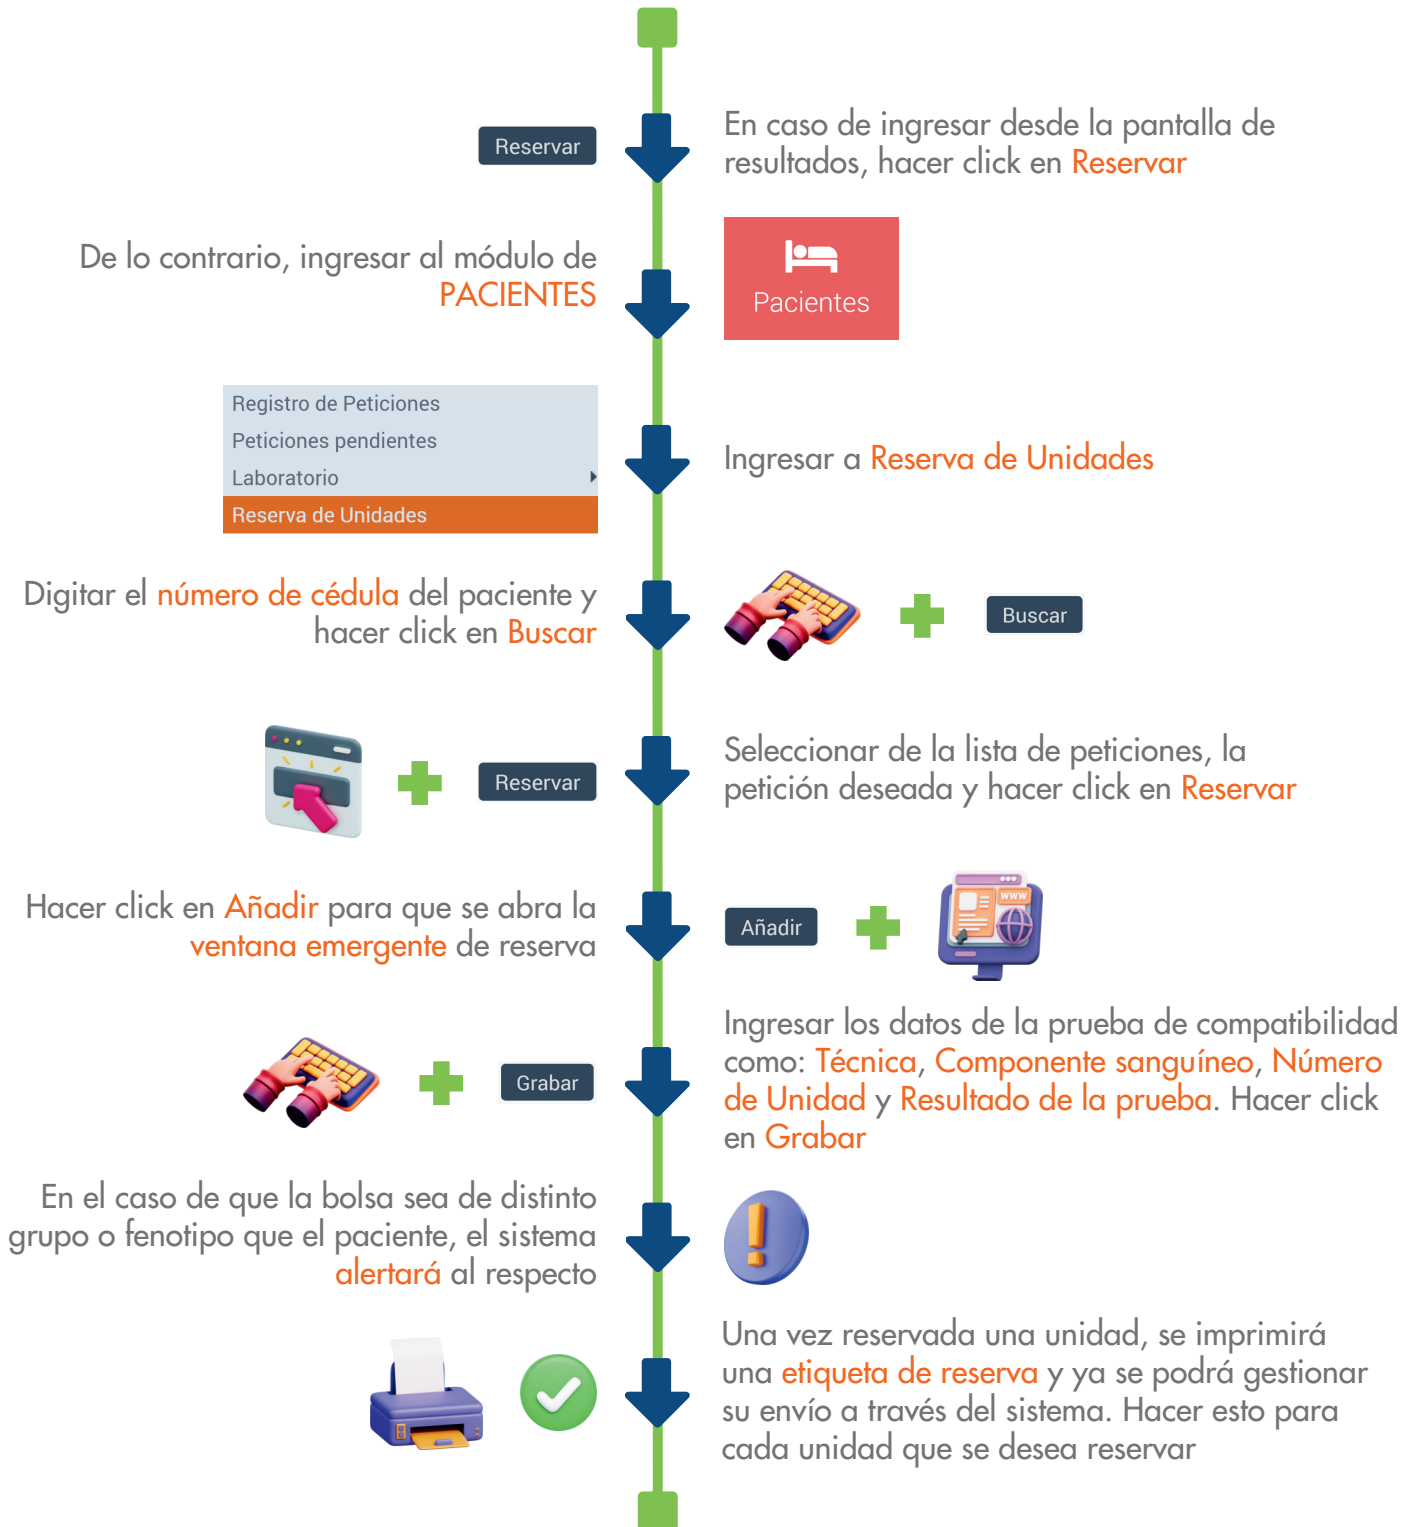 Reservar
En caso de ingresar desde la pantalla de
resultados, hacer click en Reservar
De lo contrario, ingresar al módulo de
PACIENTES
Pacientes
Registro de Peticiones
Peticiones pendientes
Laboratorio
Reserva de Unidades
Ingresar a Reserva de Unidades
Digitar el número de cédula del paciente y
hacer click en Buscar
Buscar
Reservar
Seleccionar de la lista de peticiones, la
petición deseada y hacer click en Reservar
Hacer click en Añadir para que se abra la
ventana emergente de reserva
Añadir
www
Grabar
Ingresar los datos de la prueba de compatibilidad
como: Técnica, Componente sanguíneo, Número
de Unidad y Resultado de la prueba. Hacer click
en Grabar
En el caso de que la bolsa sea de distinto
grupo o fenotipo que el paciente, el sistema
alertará al respecto
Una vez reservada una unidad, se imprimirá
una etiqueta de reserva y ya se podrá gestionar
su envío a través del sistema. Hacer esto para
cada unidad que se desea reservar